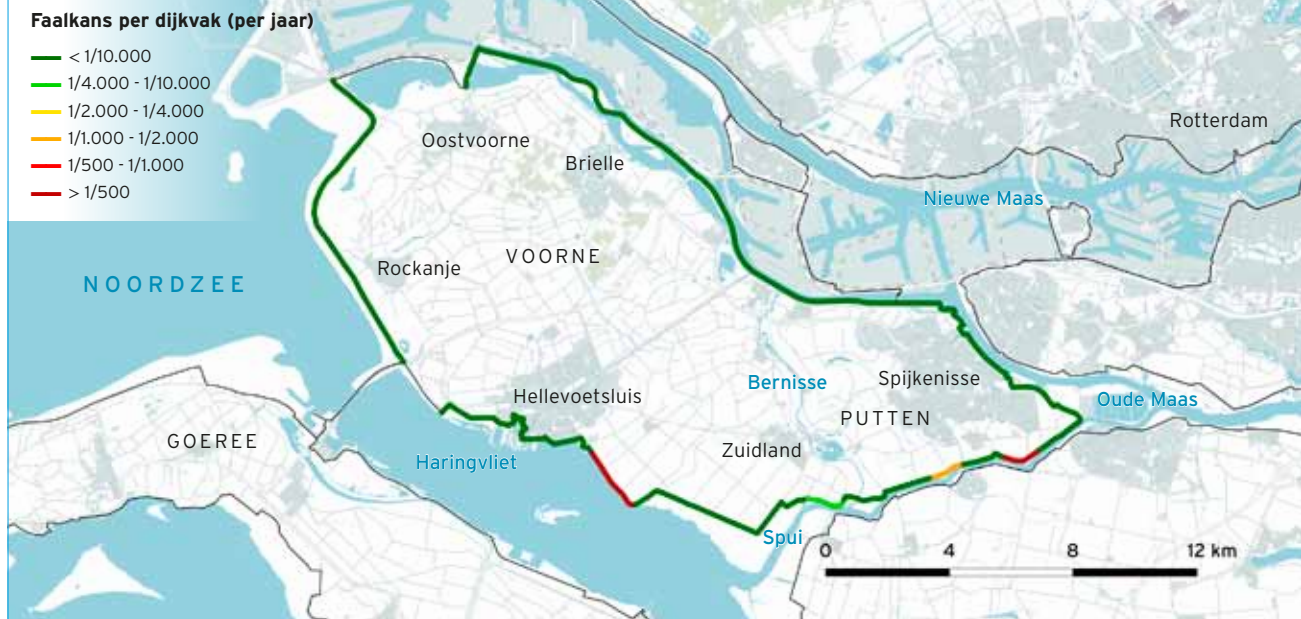 Faalkans per dijkvak (per jaar)
< 1/10.000
1/4.000 - 1/10.000
1/2.000 - 1/4.000
1/1.000 - 1/2.000
1/500 - 1/1.000
> 1/500
Rotterdam
Oostvoorne
Brielle
Nieuwe Maas
VOORNE
Rockanje
NOORDZEE
Bernisse
Spijkenisse
Hellevoetsluis
Oude Maas
PUTTEN
GOEREE
Zuidland
Haringvliet
Spui
0 4 8 12 km